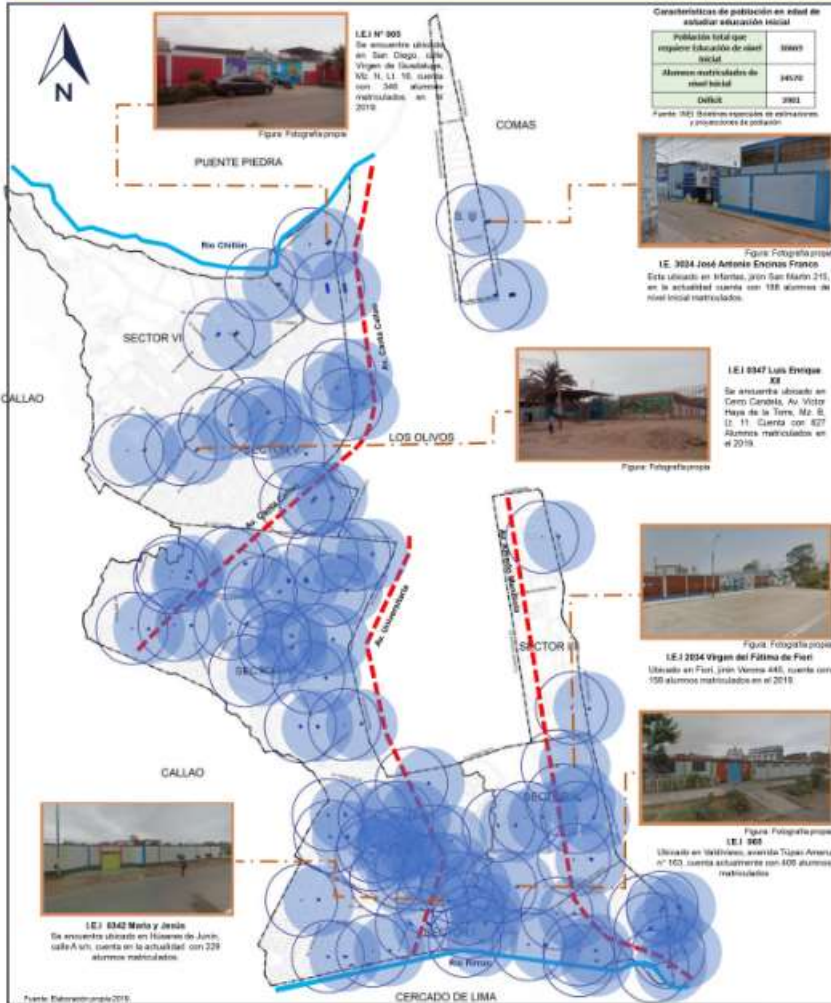 N
I.E.I N° 005
Se encuentra ubicado
en San Diego, calle
Virgen de Guadalupe,
Mz. N, Lt. 16, cuenta
con 346 alumnos
matriculados en
2019.
Figura: Fotografía propia
Características de población en edad de
estudiar educación inicial
Población total que
requiere Educación de nivel
Inicial
Alumnos matriculados de
nivel Inicial
34570
Déficit
3901
Fuente: INEI: Boletines especiales de estimaciones
y proyecciones de población
COMAS
PUENTE PIEDRA
Río Chillón
Figura: Fotografía propia
I.E. 3024 José Antonio Encinas Franco
Esta ubicado en Infantas, jirón San Martín 215,
en la actualidad cuenta con 188 alumnos de
nivel inicial matriculados.
SECTOR VI
Av. Canta Callao
CALLAO
I.E.I 0347 Luis Enrique
XII
Se encuentra ubicado en
Cerro Candela, Av. Víctor
Haya de la Torre, Mz. B,
Lt. 11. Cuenta con 627
Alumnos matriculados en
el 2019.
Figura: Fotografía propia
LOS OLIVOS
Av. Canta Callao
Av. Universitaria
SECTOR
Figura: Fotografía propia
I.E.I 2034 Virgen del Fátima de Fiori
Ubicado en Fiori, jirón Verona 440, cuenta con
158 alumnos matriculados en el 2019.
CALLAO
Figura: Fotografía propia
I.E.I
Ubicado en Valdiviezo, avenida Túpac Amaru
n° 163, cuenta actualmente con 408 alumnos
matriculados
I.E.I 0342 María y Jesús
Se encuentra ubicado en Húsares de Junín,
calle A s/n, cuenta en la actualidad con 229
alumnos matriculados.
Río Rímac
CERCADO DE LIMA
Fuente: Elaboración propia 2019.